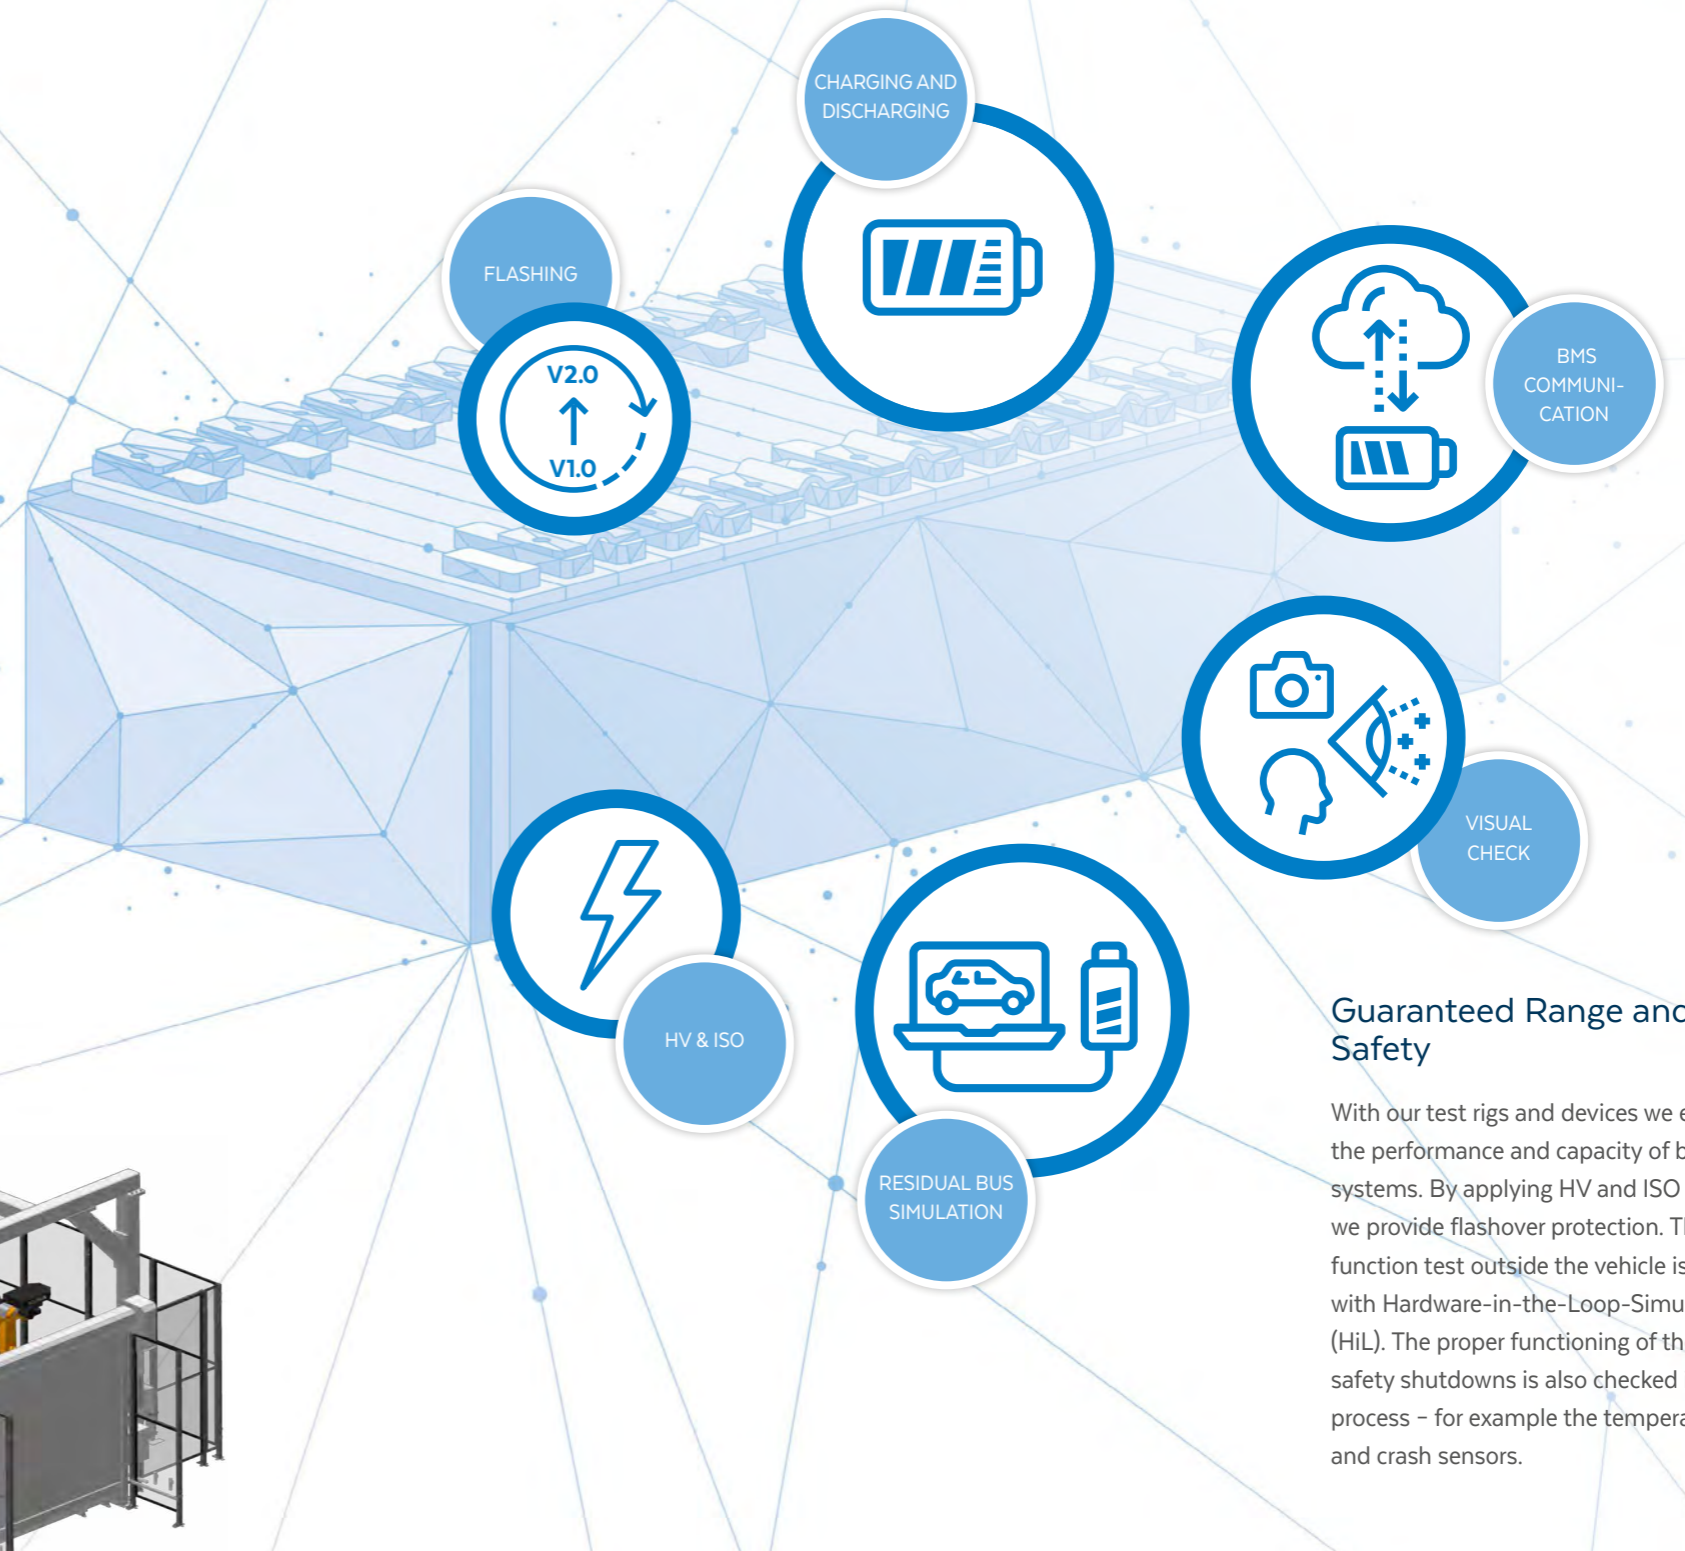 CHARGING AND
DISCHARGING
FLASHING
V2.0
V1.0
BMS
COMMUNI-
CATION
VISUAL
CHECK
HV & ISO
RESIDUAL BUS
SIMULATION
Guaranteed Range and
Safety
With our test rigs and devices we
the performance and capacity of
systems. By applying HV and ISO
we provide flashover protection.
function test outside the vehicle is
with Hardware-in-the-Loop-Simu
(HiL). The proper functioning of
safety shutdowns is also checked
process – for example the tempera
and crash sensors.